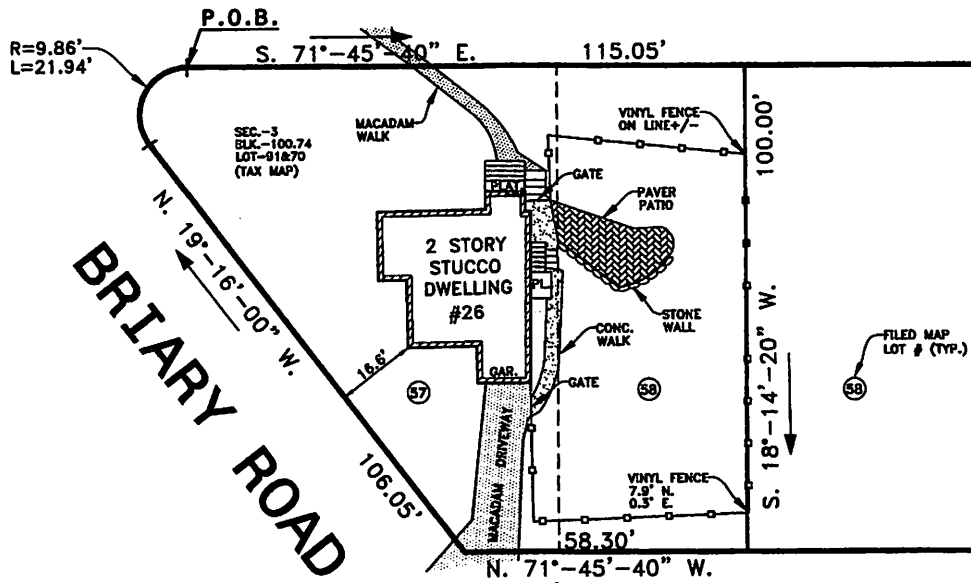 P.O.B.
R=9.86'
L=21.94'
S. 71°-45'-40" E.
115.05'
SEC.-3
BLK.-100.74
LOT-91&70
(TAX MAP)
MACADAM
WALK
VINYL FENCE
ON LINE+/-
100.00'
PLAT
GATE
PAVER
PATIO
N. 19°-16'-00" W.
2 STORY
STUCCO
DWELLING
#26
PL
STONE
WALL
CONC.
WALK
FILED MAP
LOT # (TYP.)
BRIARY ROAD
16.6'
GAR.
GATE
57
58
58
S. 18°-14'-20" W.
106.05'
MACADAM DRIVEWAY
VINYL FENCE
7.9' N.
0.3' E.
58.30'
N. 71°-45'-40" W.